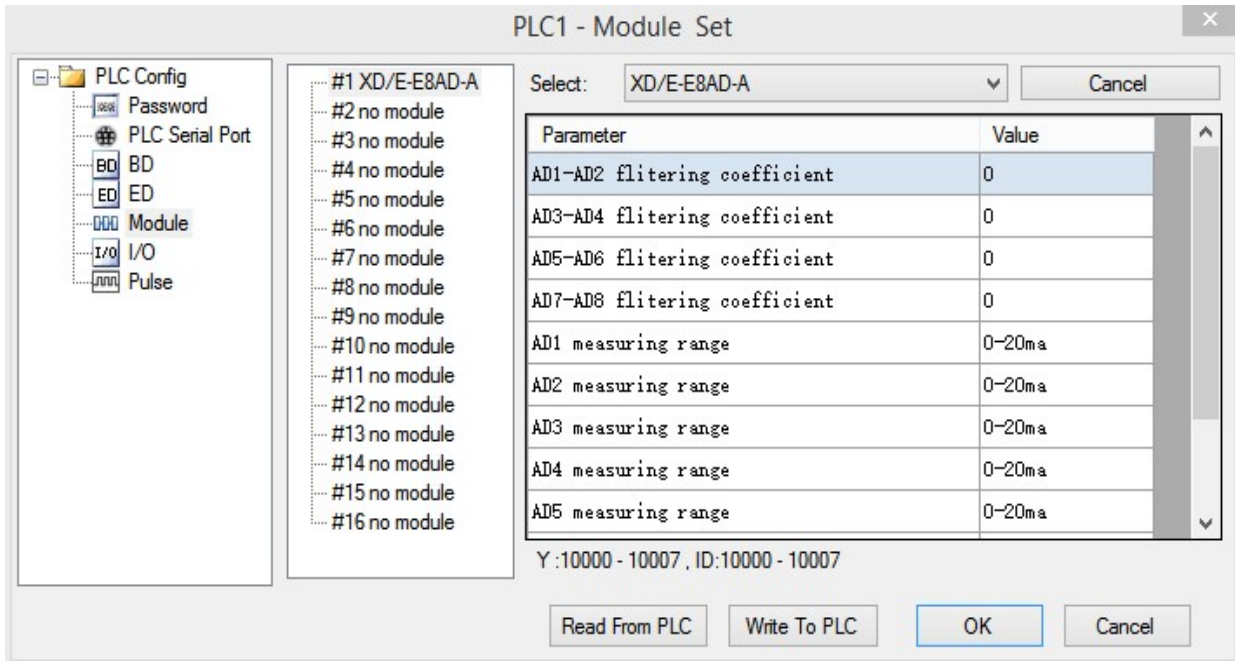 PLC1 - Module Set
PLC Config
Password
PLC Serial Port
BD BD
ED ED
Module
I/O I/O
Pulse
#1 XD/E-E8AD-A
#2 no module
#3 no module
#4 no module
#5 no module
#6 no module
#7 no module
#8 no module
#9 no module
#10 no module
#11 no module
#12 no module
#13 no module
#14 no module
#15 no module
#16 no module
Select: XD/E-E8AD-A Cancel
Parameter Value
AD1-AD2 flitering coefficient 0
AD3-AD4 flitering coefficient 0
AD5-AD6 flitering coefficient 0
AD7-AD8 flitering coefficient 0
AD1 measuring range 0-20ma
AD2 measuring range 0-20ma
AD3 measuring range 0-20ma
AD4 measuring range 0-20ma
AD5 measuring range 0-20ma
Y :10000 - 10007 , ID:10000 - 10007
Read From PLC Write To PLC OK Cancel